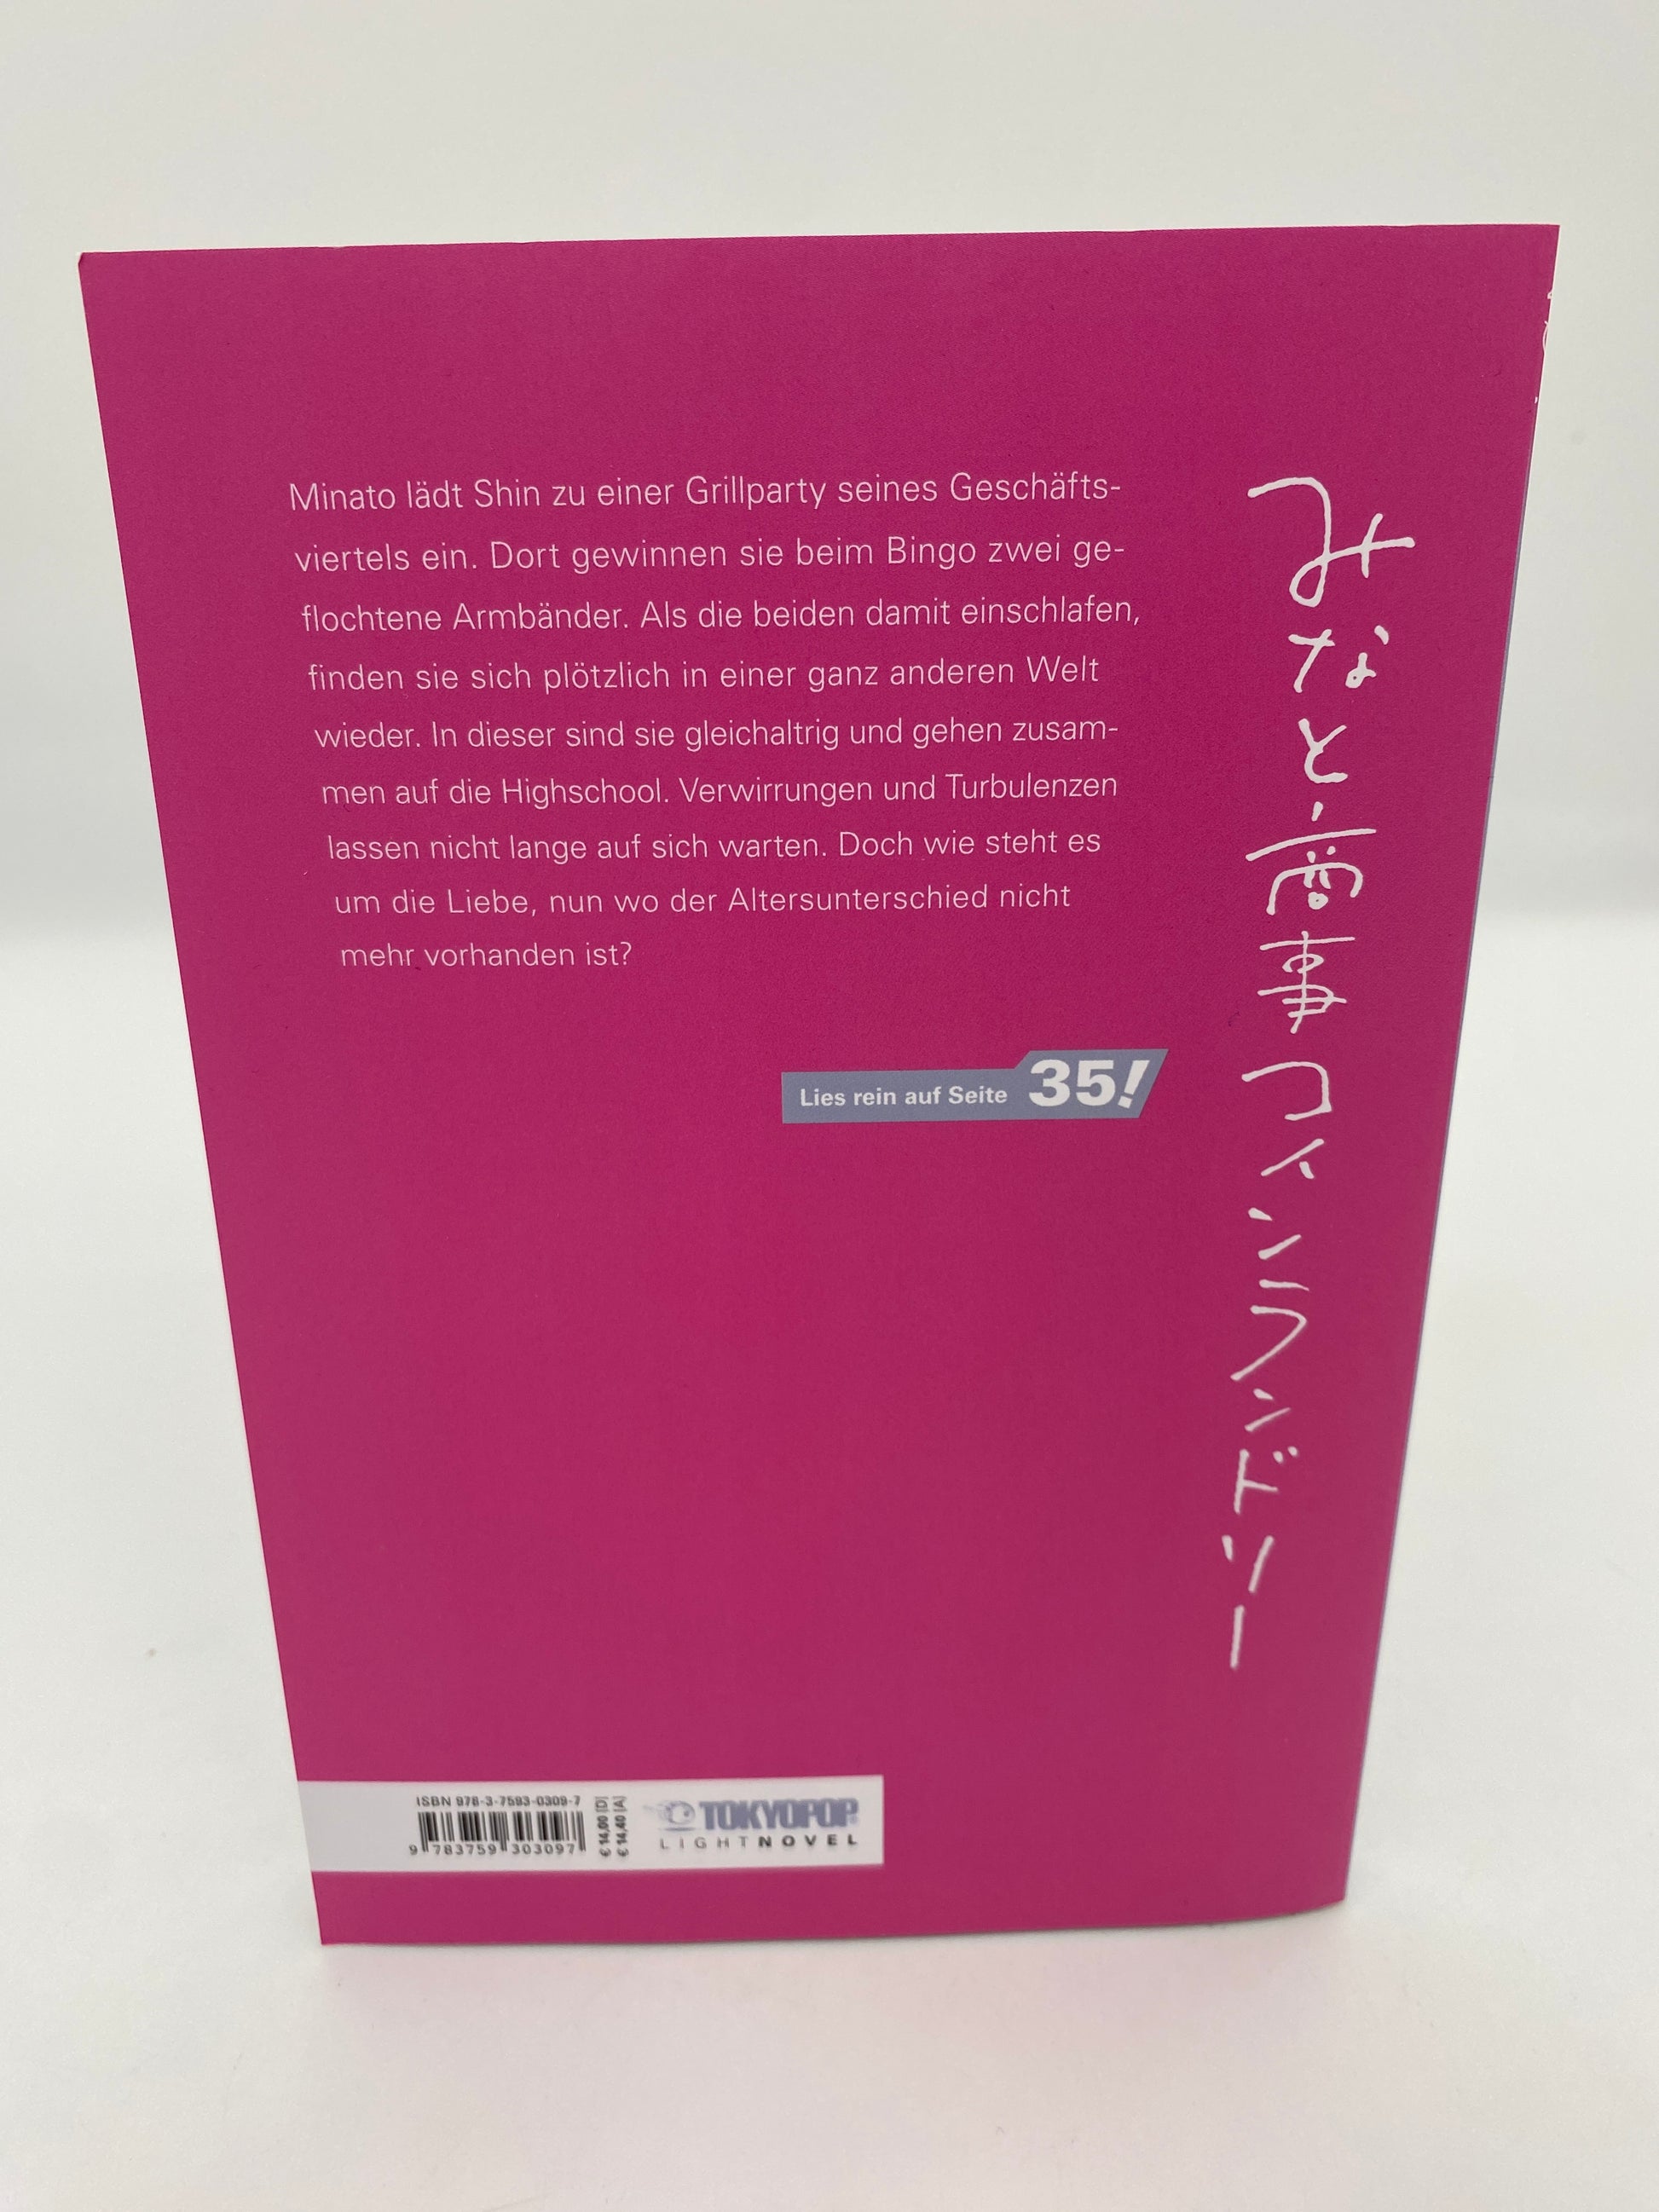 Minato lädt Shin zu einer Grillparty seines Geschäfts-
viertels ein. Dort gewinnen sie beim Bingo zwei ge-
flochtene Armbänder. Als die beiden damit einschlafen,
finden sie sich plötzlich in einer ganz anderen Welt
wieder. In dieser sind sie gleichaltrig und gehen zusam-
men auf die Highschool. Verwirrungen und Turbulenzen
lassen nicht lange auf sich warten. Doch wie steht es
um die Liebe, nun wo der Altersunterschied nicht
mehr vorhanden ist?
Lies rein auf Seite 35!
みなと商事コインランドリー
ISBN 978-3-7593-0309-7
9 783759 303097
€ 14,00 [D]
€ 14,40 [A]
TOKYOPOP
LIGHTNOVEL